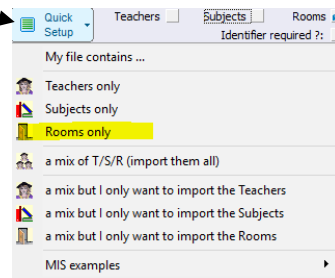 Quick Setup
Teachers
Subjects
Rooms
Identifier required ?:
My file contains ...
Teachers only
Subjects only
Rooms only
a mix of T/S/R (import them all)
a mix but I only want to import the Teachers
a mix but I only want to import the Subjects
a mix but I only want to import the Rooms
MIS examples